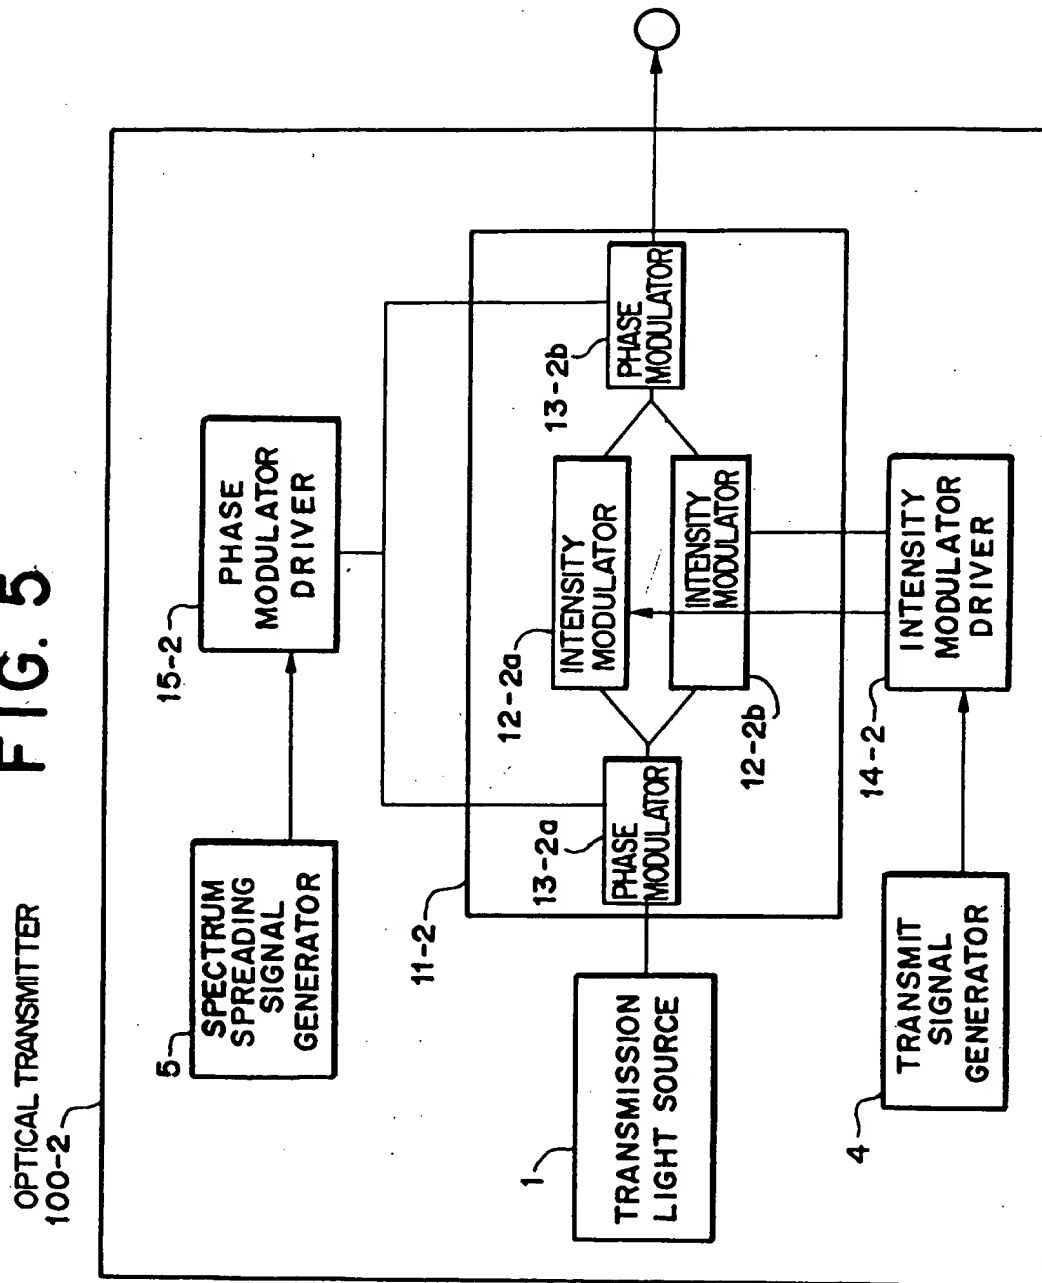 FIG. 5
OPTICAL TRANSMITTER
100-2
5
SPECTRUM
SPREADING
SIGNAL
GENERATOR
15-2
PHASE
MODULATOR
DRIVER
11-2
13-2a
PHASE
MODULATOR
12-2a
INTENSITY
MODULATOR
INTENSITY
MODULATOR
12-2b
13-2b
PHASE
MODULATOR
1
TRANSMISSION
LIGHT SOURCE
4
TRANSMIT
SIGNAL
GENERATOR
14-2
INTENSITY
MODULATOR
DRIVER